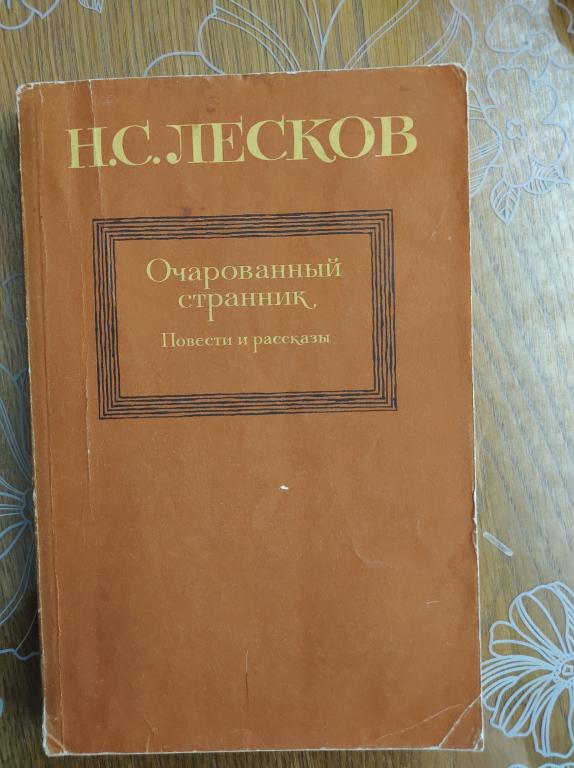 Н.С.ЛЕСКОВ
Очарованный
странник
Повести и рассказы